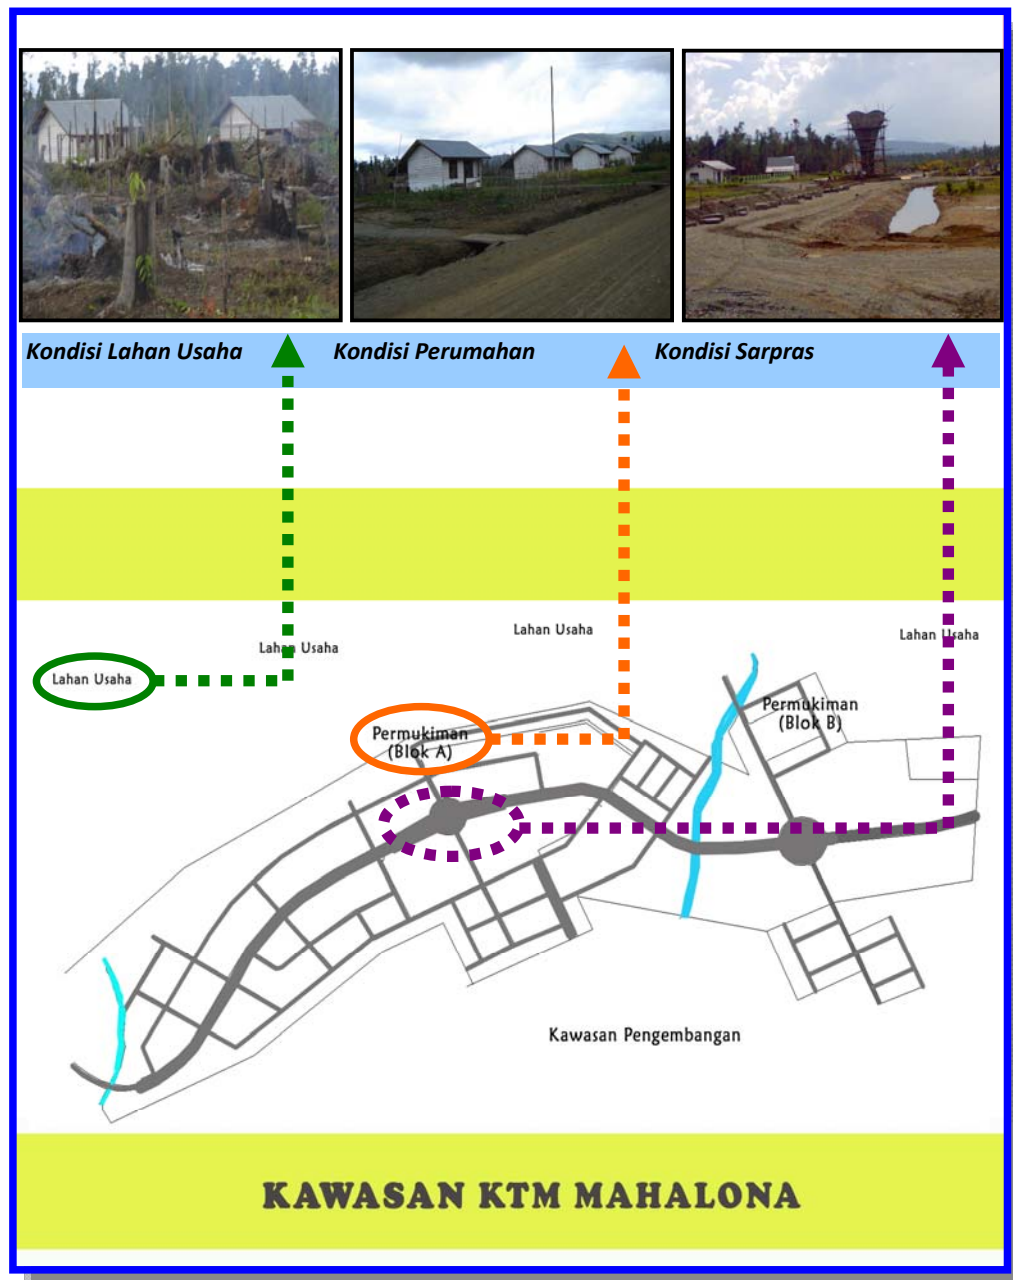 Kondisi Lahan Usaha
Kondisi Perumahan
Kondisi Sarpras
Lahan Usaha
Lahan Usaha
Lahan Usaha
Lahan Usaha
Permukiman
(Blok A)
Permukiman
(Blok B)
Kawasan Pengembangan
KAWASAN KTM MAHALONA